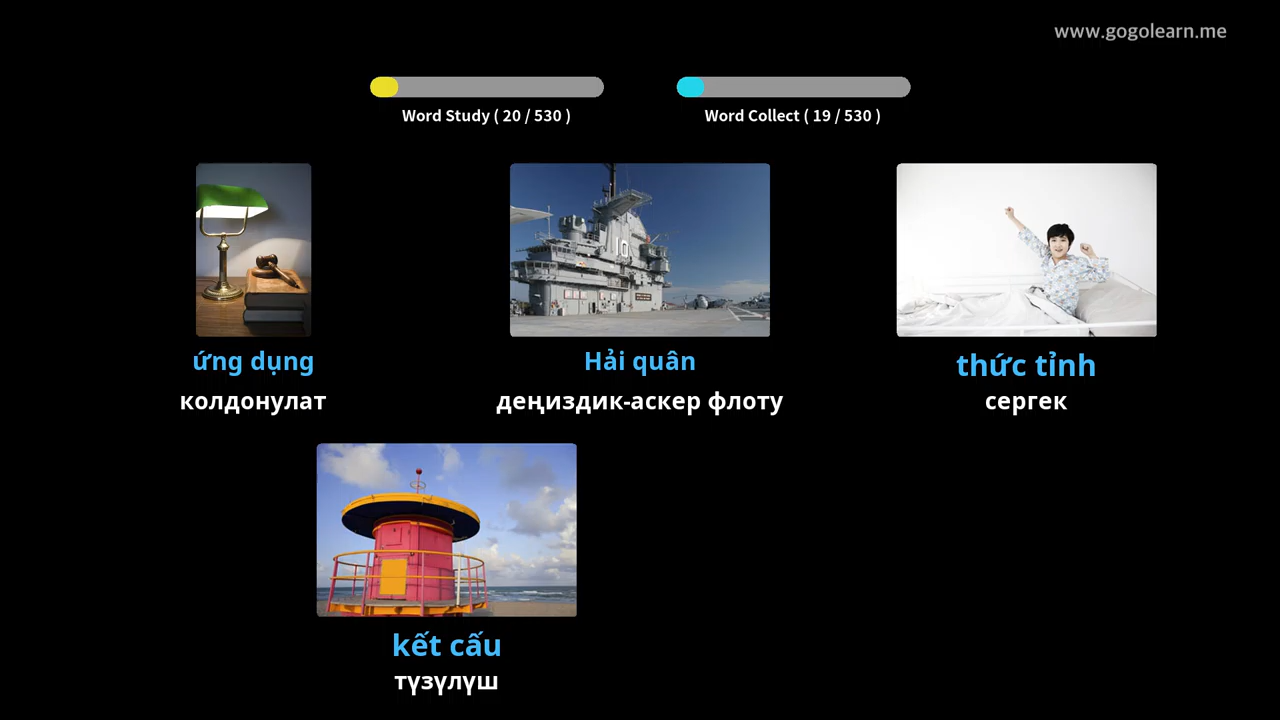 www.gogolearn.me
Word Study ( 20 / 530 )
Word Collect ( 19 / 530 )
ứng dụng
колдонулат
Hải quân
деңиздик-аскер флоту
thức tỉnh
сергек
kết cấu
түзүлүш